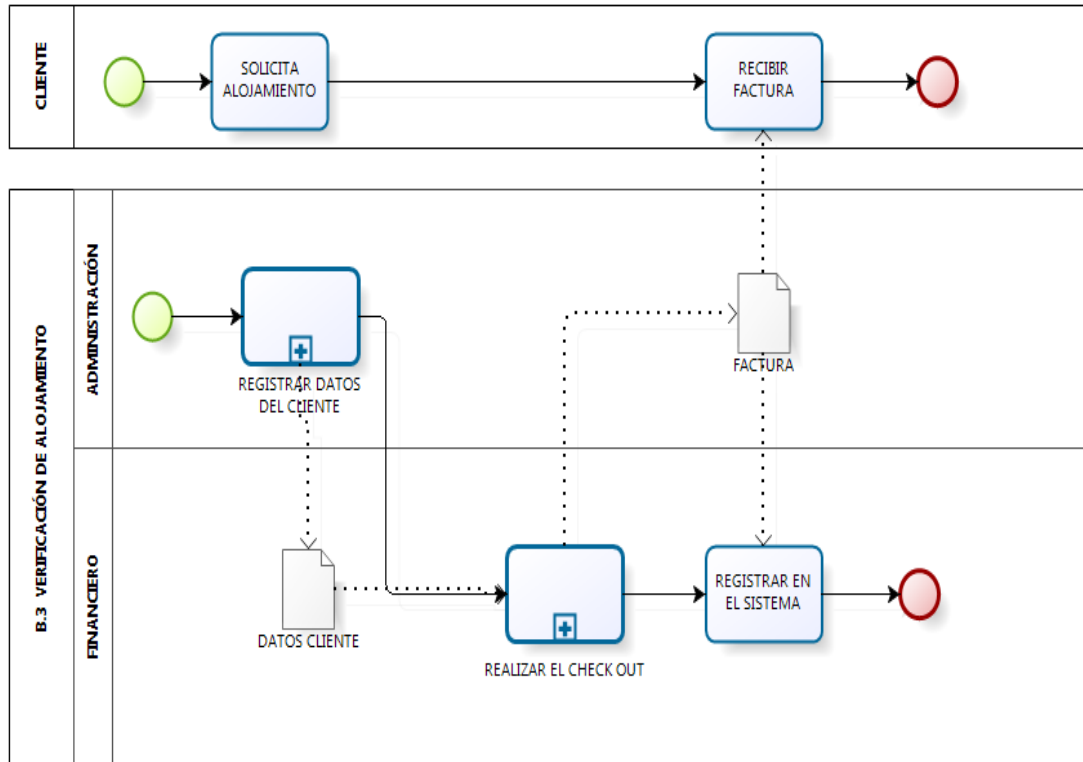 CLIENTE
SOLICITA
ALOJAMIENTO
RECIBIR
FACTURA
B.3 VERIFICACIÓN DE ALOJAMIENTO
ADMINISTRACIÓN
REGISTRAR DATOS
DEL CLIENTE
FACTURA
FINANCIERO
DATOS CLIENTE
REALIZAR EL CHECK OUT
REGISTRAR EN
EL SISTEMA